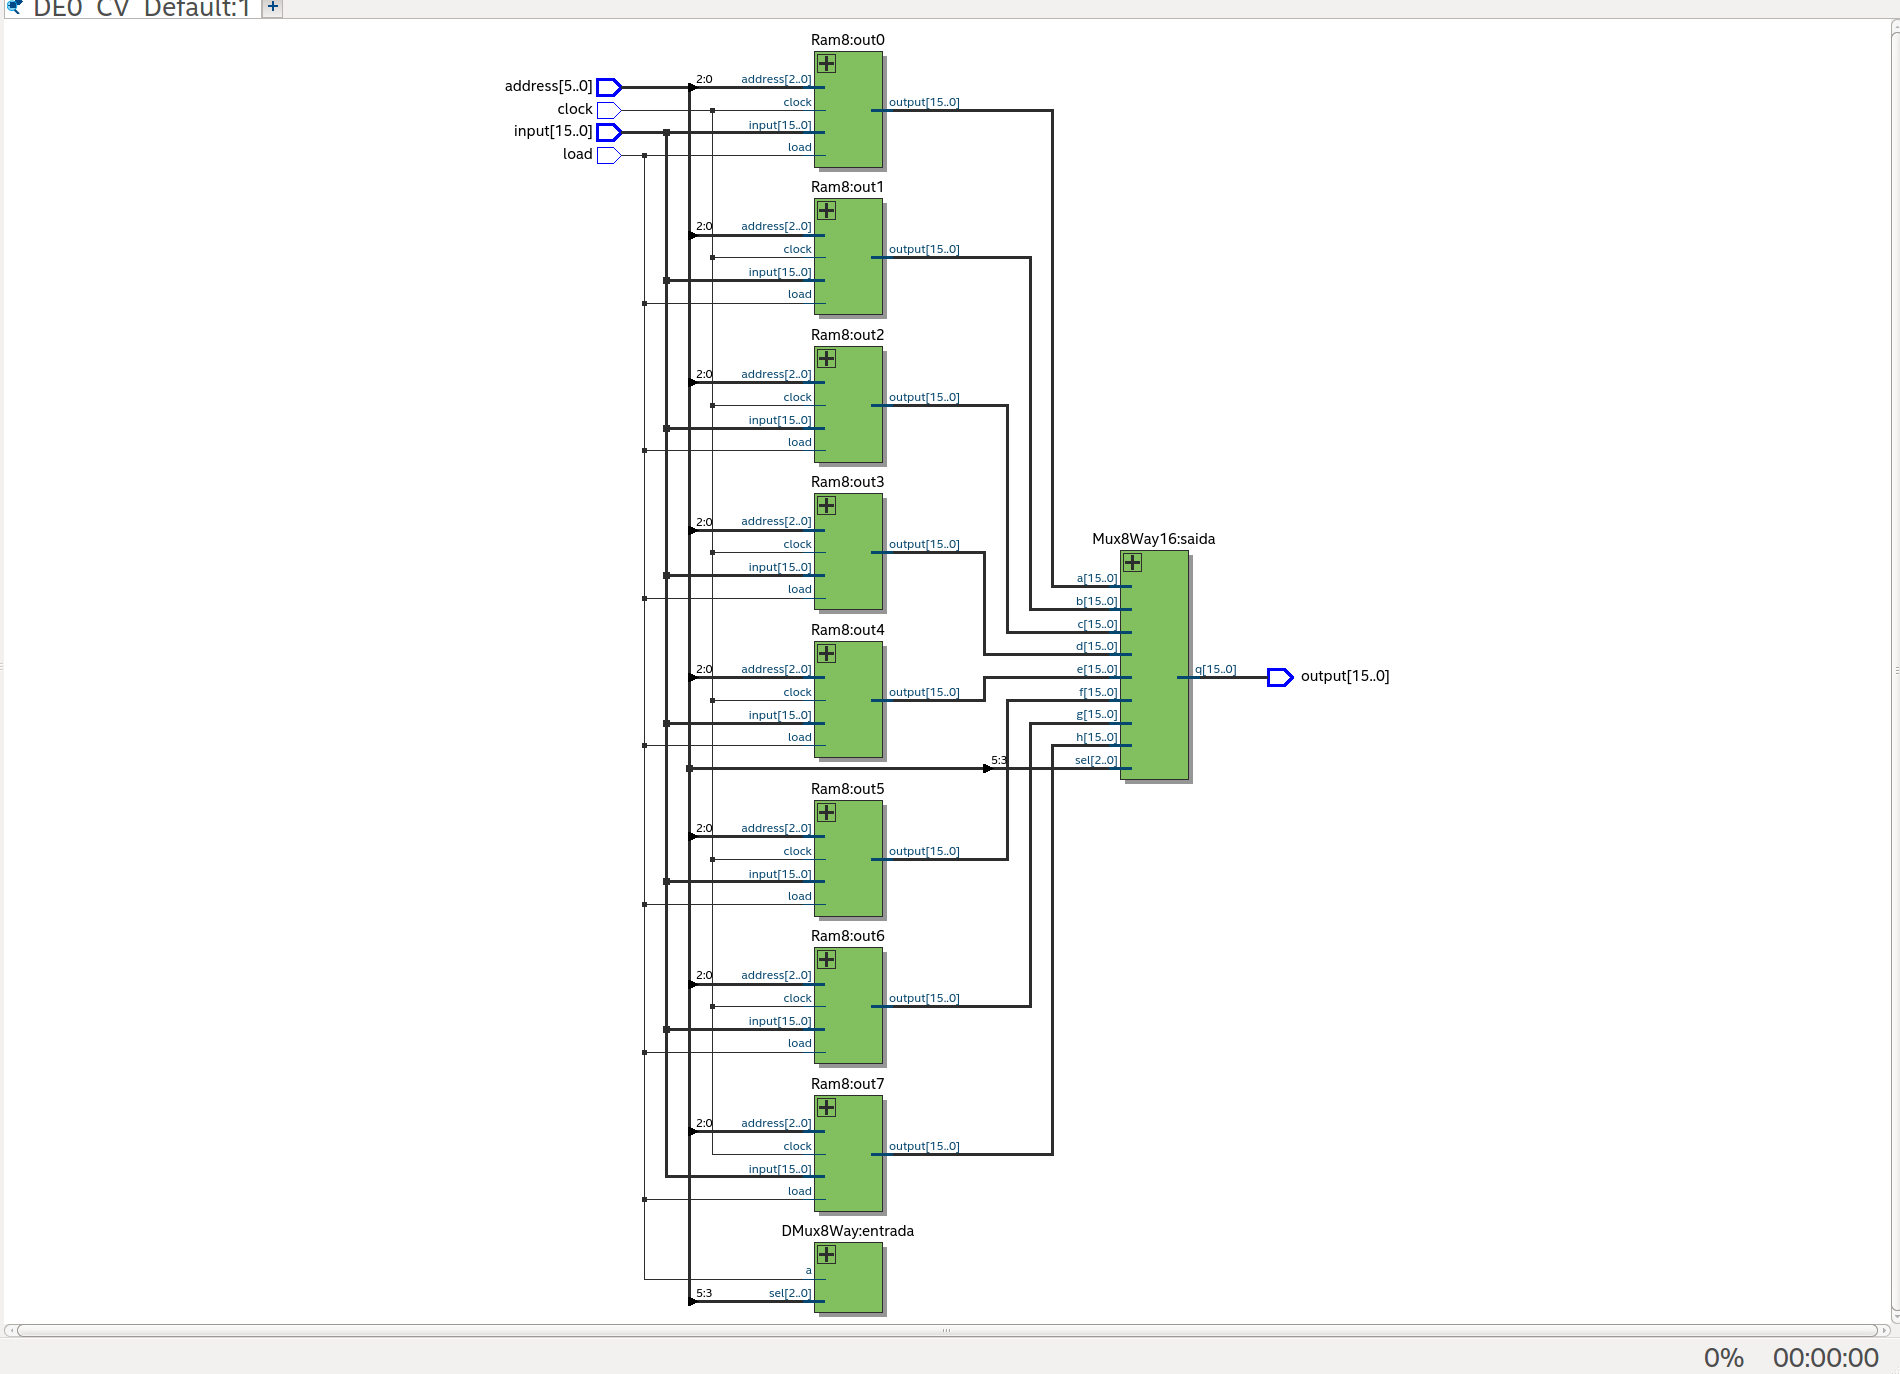 DE0_CV_Default:1
address[5..0]
clock
input[15..0]
load
Ram8:out0
2:0
address[2..0]
clock
input[15..0]
load
output[15..0]
Ram8:out1
2:0
address[2..0]
clock
input[15..0]
load
output[15..0]
Ram8:out2
2:0
address[2..0]
clock
input[15..0]
load
output[15..0]
Ram8:out3
2:0
address[2..0]
clock
input[15..0]
load
output[15..0]
Ram8:out4
2:0
address[2..0]
clock
input[15..0]
load
output[15..0]
5:3
Ram8:out5
2:0
address[2..0]
clock
input[15..0]
load
output[15..0]
Ram8:out6
2:0
address[2..0]
clock
input[15..0]
load
output[15..0]
Ram8:out7
2:0
address[2..0]
clock
input[15..0]
load
output[15..0]
DMux8Way:entrada
a
5:3
sel[2..0]
Mux8Way16:saida
a[15..0]
b[15..0]
c[15..0]
d[15..0]
e[15..0]
f[15..0]
g[15..0]
h[15..0]
sel[2..0]
q[15..0]
output[15..0]
0% 00:00:00